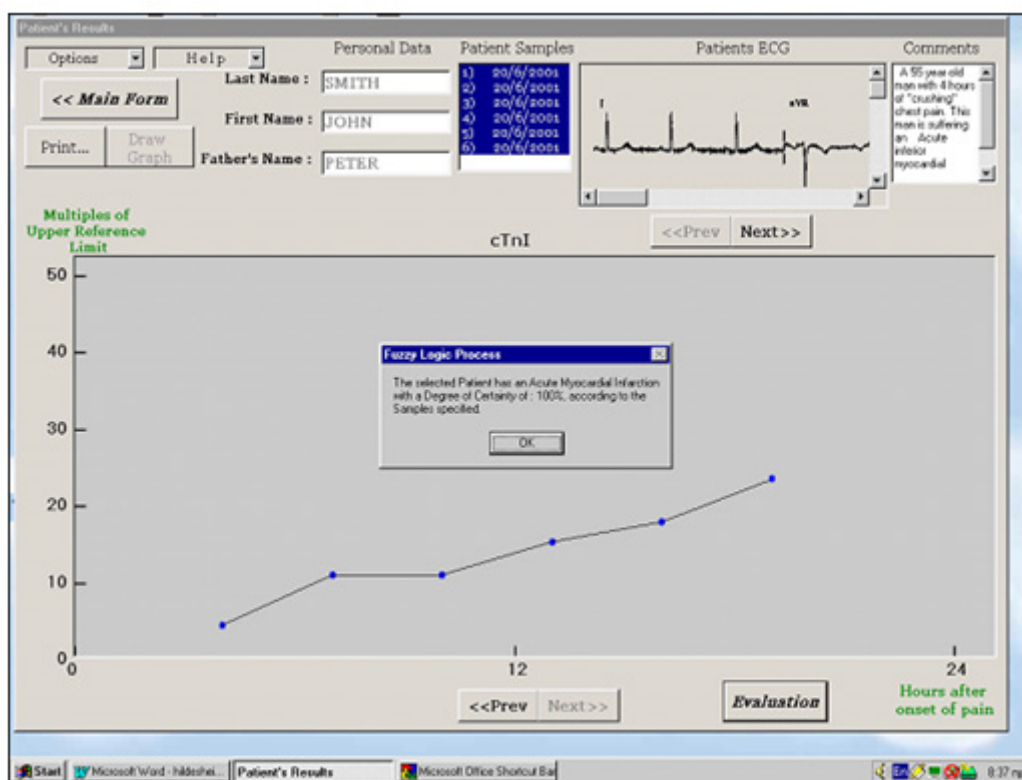 Patient's Results
Options
Help
Personal Data
Patient Samples
Patients ECG
Comments
<< Main Form
Print...
Draw
Graph
Last Name :
SMITH
First Name :
JOHN
Father's Name :
PETER
1) 20/6/2001
2) 20/6/2001
3) 20/6/2001
4) 20/6/2001
5) 20/6/2001
6) 20/6/2001
I
aVR
A 55 year old
man with 4 hours
of "crushing"
chest pain. This
man is suffering
an Acute
inferior
myocardial
<<Prev
Next>>
Multiples of
Upper Reference
Limit
cTnI
50
40
30
20
10
0
Fuzzy Logic Process
The selected Patient has an Acute Myocardial Infarction
with a Degree of Certainty of : 100%, according to the
Samples specified.
OK
0
12
24
<<Prev
Next>>
Evaluation
Hours after
onset of pain
Start
Microsoft Word - hildeshei...
Patient's Results
Microsoft Office Shortcut Bar
En
8:37